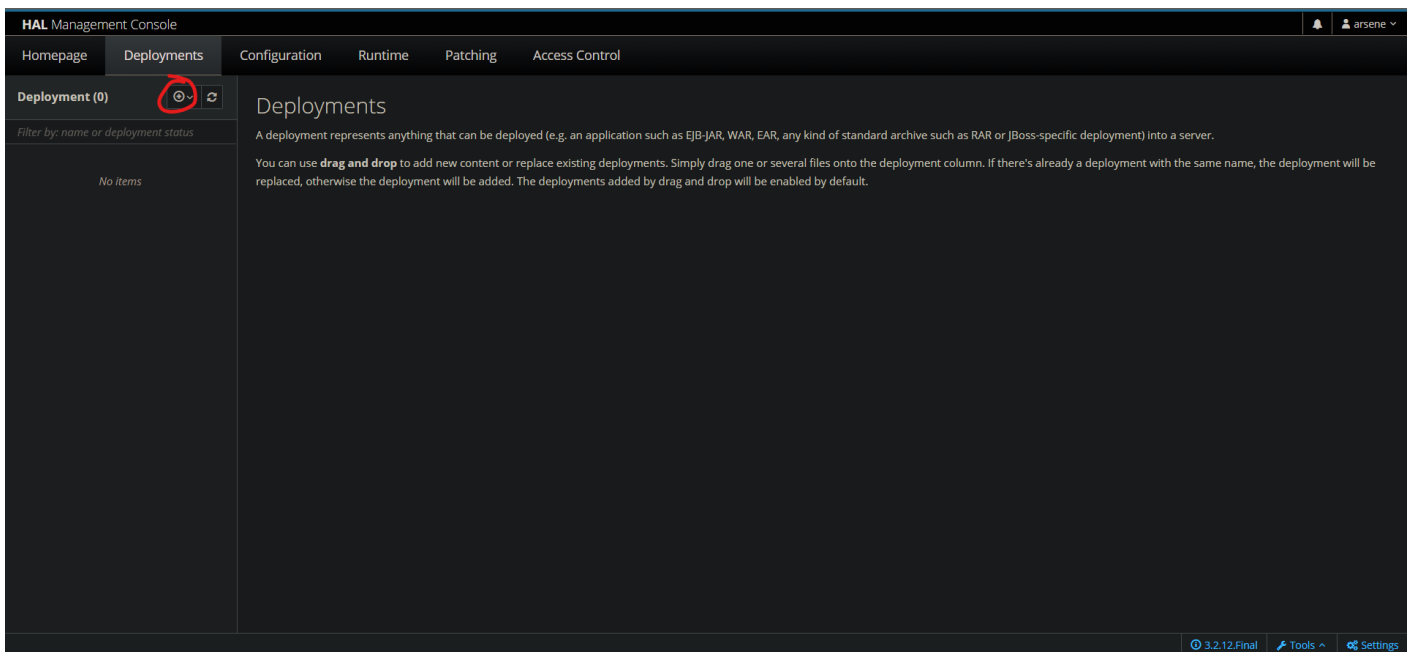 HAL Management Console
arsene
Homepage Deployments Configuration Runtime Patching Access Control
Deployment (0)
Filter by: name or deployment status
No items
Deployments
A deployment represents anything that can be deployed (e.g. an application such as EJB-JAR, WAR, EAR, any kind of standard archive such as RAR or JBoss-specific deployment) into a server.
You can use drag and drop to add new content or replace existing deployments. Simply drag one or several files onto the deployment column. If there's already a deployment with the same name, the deployment will be
replaced, otherwise the deployment will be added. The deployments added by drag and drop will be enabled by default.
3.2.12.Final Tools Settings